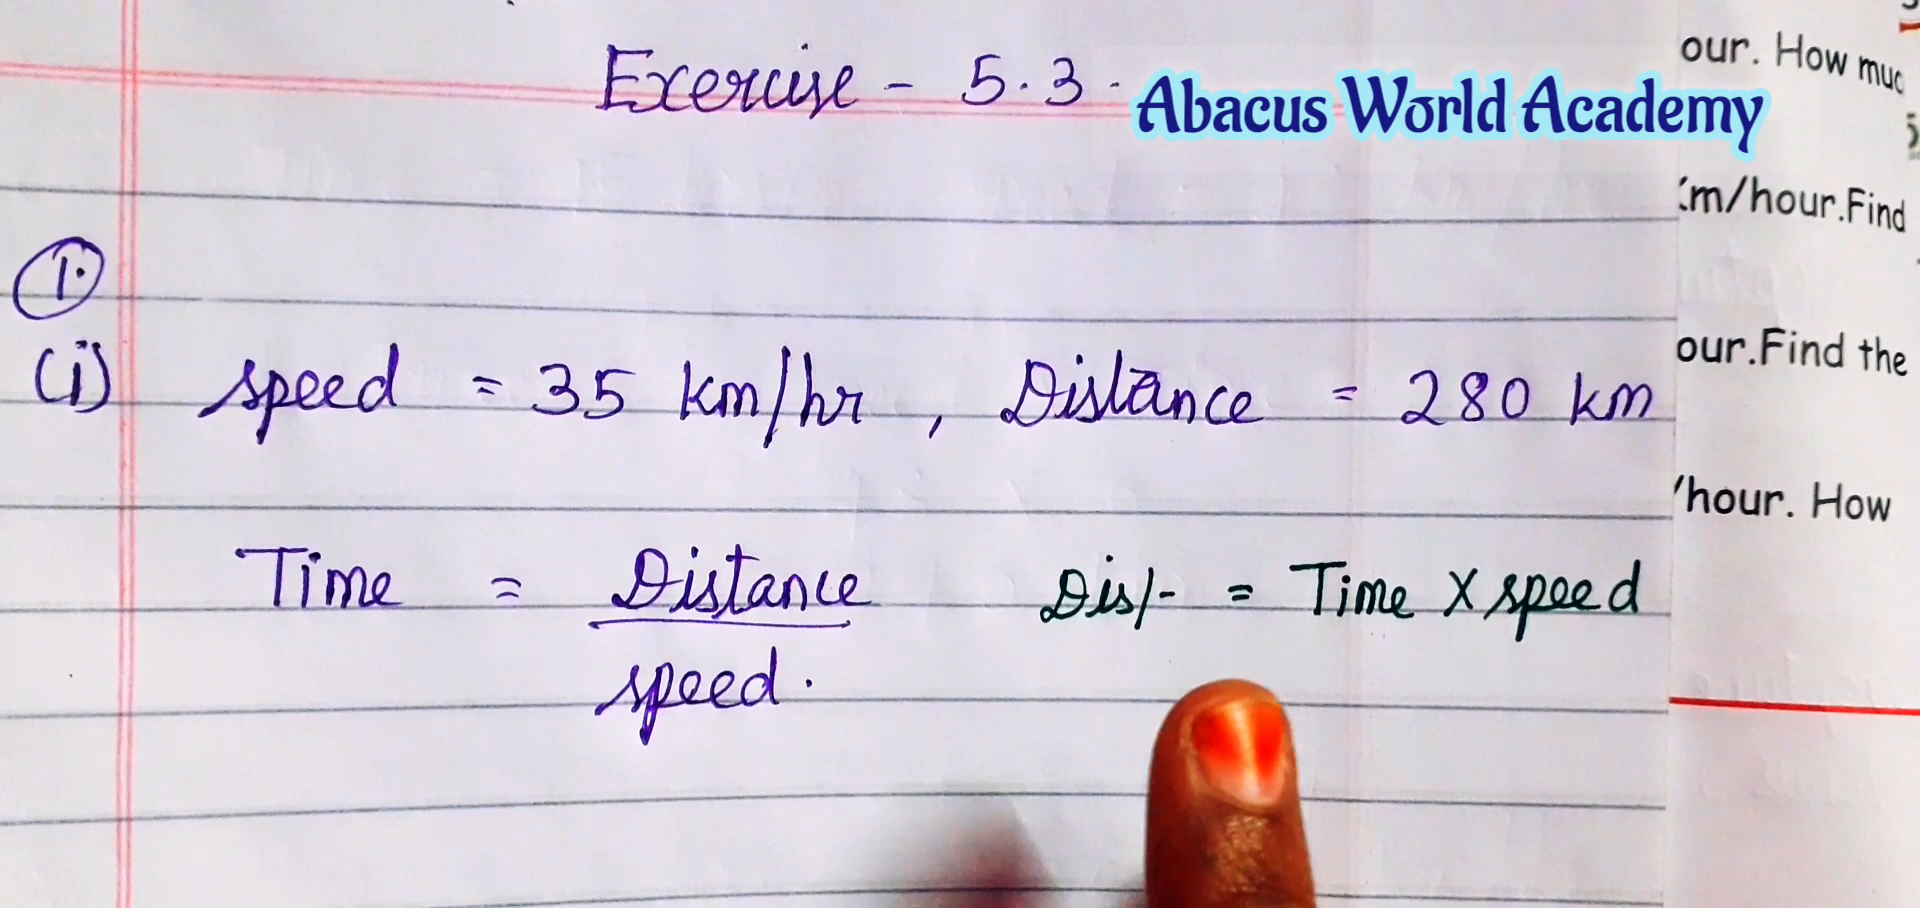 Exercise - 5.3.
Abacus World Academy
our. How muc
km/hour.Find
①.
(i) speed = 35 km/hr, Distance = 280 km
our.Find the
/hour. How
Time = Distance
speed.
Dis/- = Time X speed